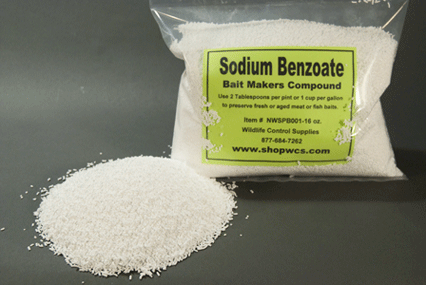 Sodium Benzoate
Bait Makers Compound
Use 2 Tablespoons per pint or 1 cup per gallon
to preserve fresh or aged meat or fish baits.
Item # NWSPB001-16 oz.
Wildlife Control Supplies
877-684-7262
www.shopwcs.com